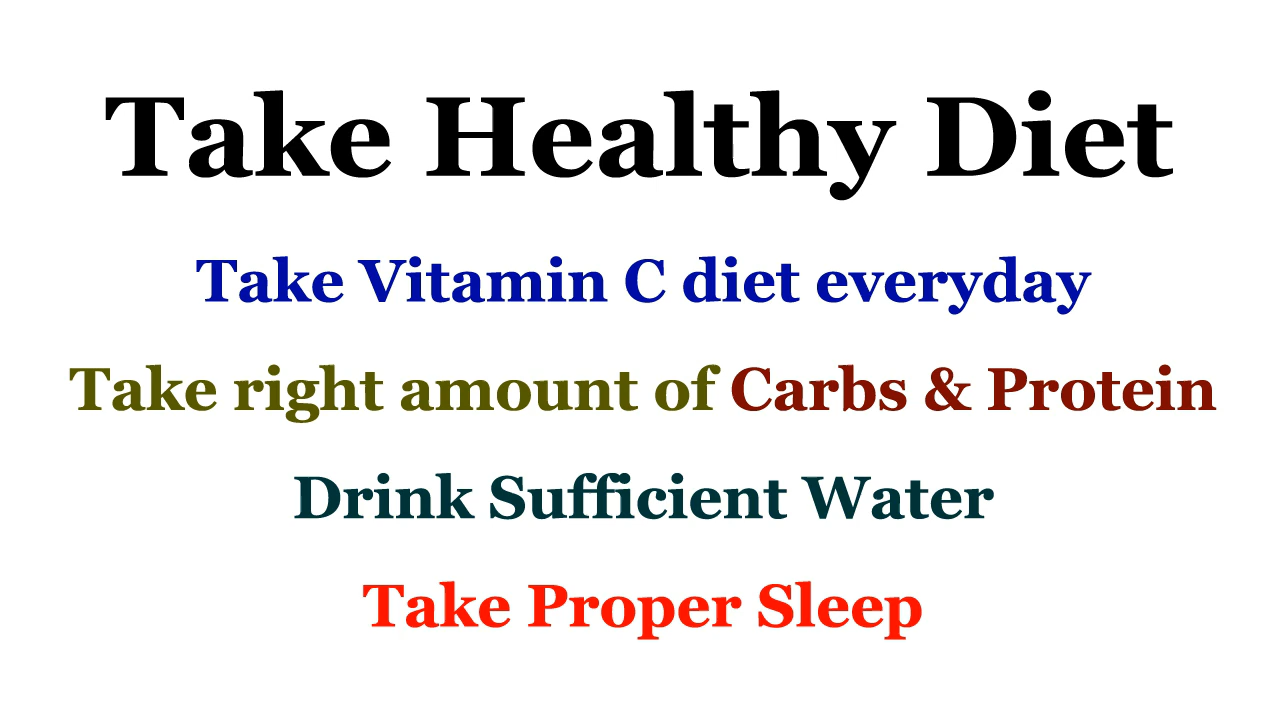 Take Healthy Diet
Take Vitamin C diet everyday
Take right amount of Carbs & Protein
Drink Sufficient Water
Take Proper Sleep